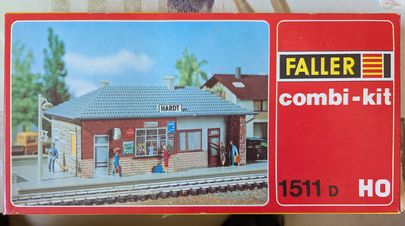 FALLER
combi-kit
HARDT
1511 D HO